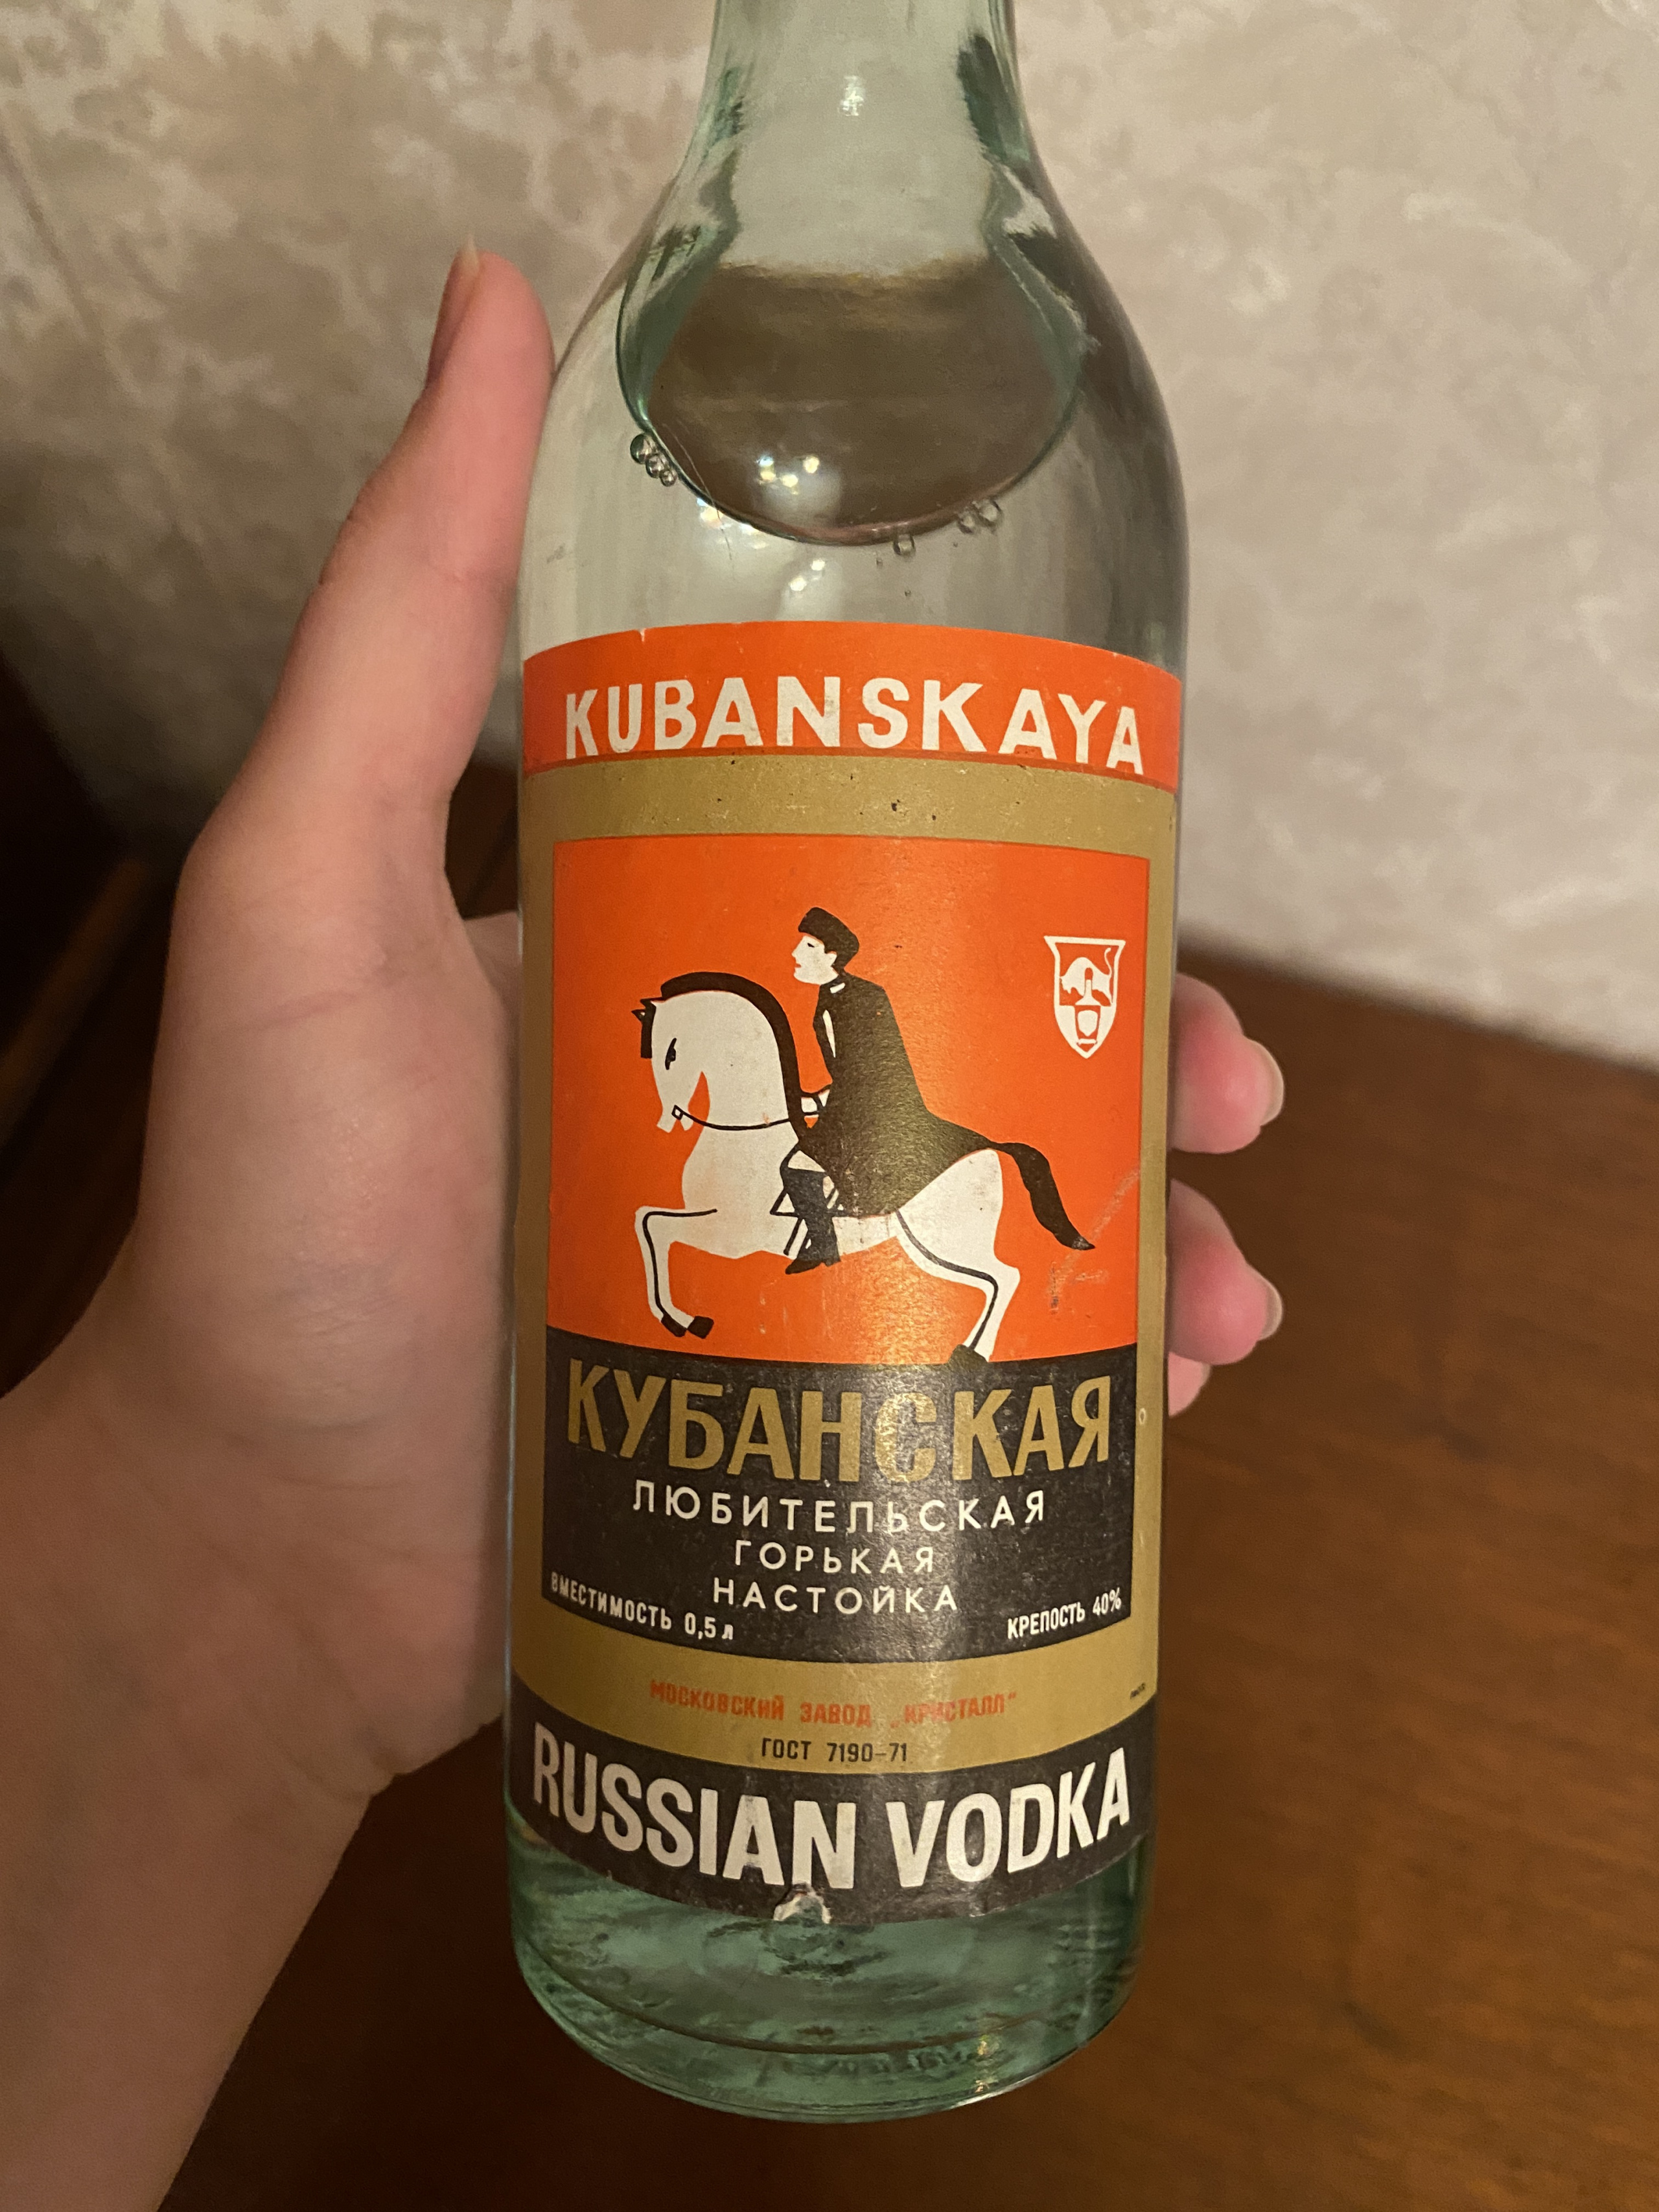 KUBANSKAYA
КУБАНСКАЯ
ЛЮБИТЕЛЬСКАЯ
ГОРЬКАЯ
НАСТОЙКА
ВМЕСТИМОСТЬ 0,5 л
КРЕПОСТЬ 40%
МОСКОВСКИЙ ЗАВОД „КРИСТАЛЛ“
ГОСТ 7190-71
RUSSIAN VODKA